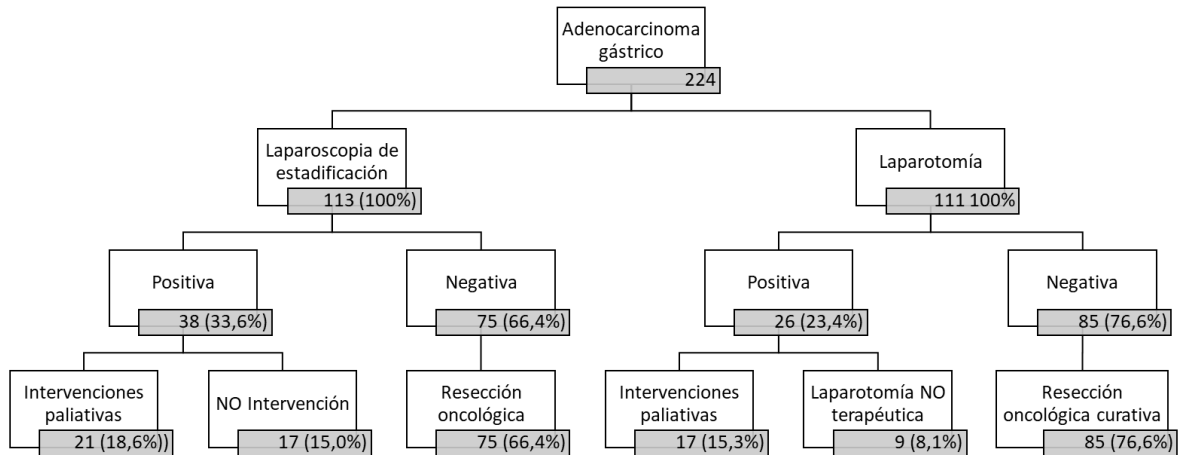 Adenocarcinoma
gástrico
224
Laparoscopia de
estadificación
113 (100%)
Laparotomía
111 100%
Positiva
38 (33,6%)
Negativa
75 (66,4%)
Positiva
26 (23,4%)
Negativa
85 (76,6%)
Intervenciones
paliativas
21 (18,6%))
NO Intervención
17 (15,0%)
Resección
oncológica
75 (66,4%)
Intervenciones
paliativas
17 (15,3%)
Laparotomía NO
terapéutica
9 (8,1%)
Resección
oncológica curativa
85 (76,6%)